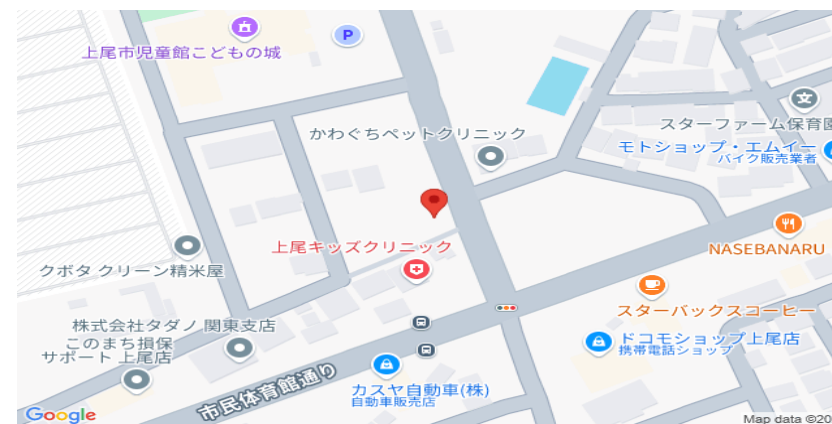 P
上尾市児童館こどもの城
かわぐちペットクリニック
文
スターファーム保育園
モトショップ・エムイー
バイク販売業者
上尾キッズクリニック
クボタ クリーン精米屋
NASEBANARU
スターバックスコーヒー
株式会社タダノ 関東支店
このまち損保
サポート 上尾店
ドコモショップ上尾店
携帯電話ショップ
カスヤ自動車(株)
自動車販売店
市民体育館通り
Google
Map data ©20